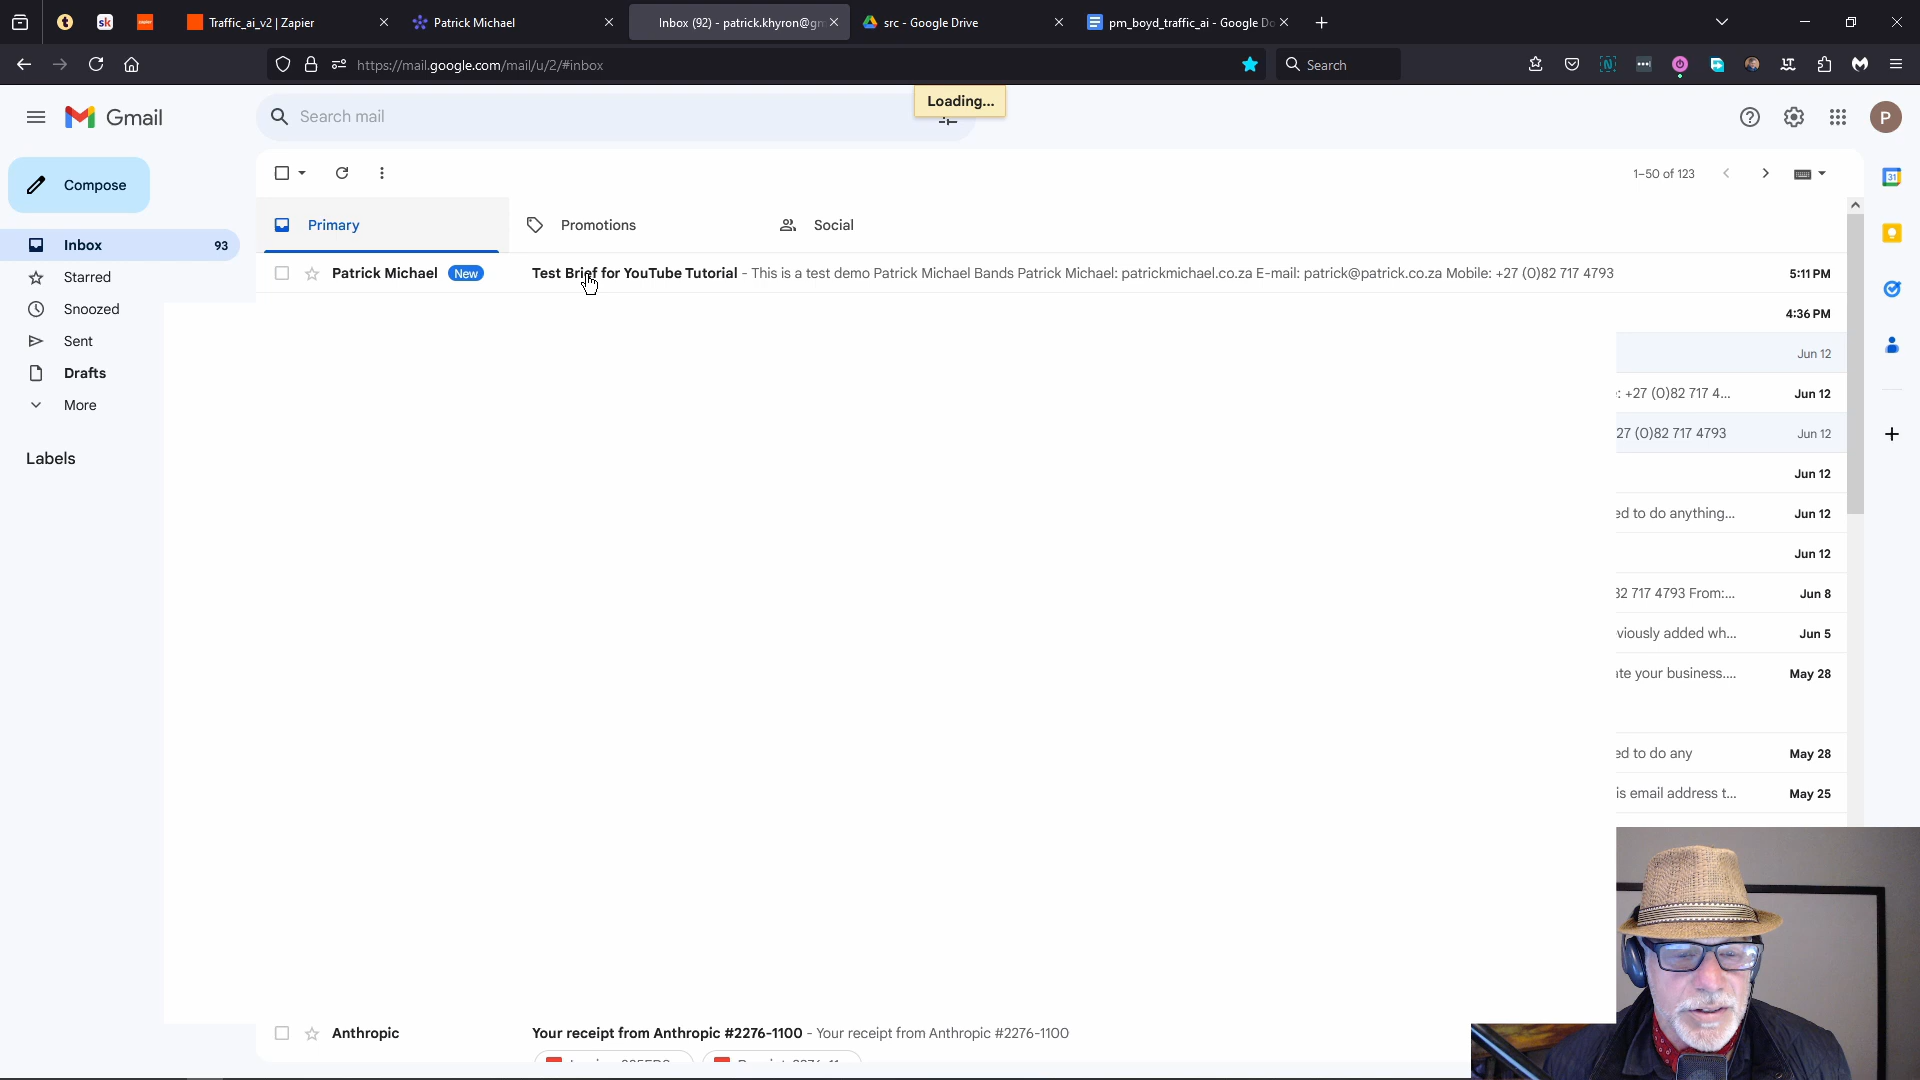 Traffic_ai_v2 | Zapier
Patrick Michael
Inbox (92) - patrick.khyron@gm
src - Google Drive
pm_boyd_traffic_ai - Google Do
sk
https://mail.google.com/mail/u/2/#inbox
Search
Loading...
Gmail
Search mail
P
Compose
1–50 of 123
31
Primary
Promotions
Social
Inbox 93
Starred
Snoozed
Sent
Drafts
More
Labels
Patrick Michael New Test Brief for YouTube Tutorial - This is a test demo Patrick Michael Bands Patrick Michael: patrickmichael.co.za E-mail: patrick@patrick.co.za Mobile: +27 (0)82 717 4793 5:11 PM
4:36 PM
Jun 12
: +27 (0)82 717 4... Jun 12
27 (0)82 717 4793 Jun 12
Jun 12
ed to do anything... Jun 12
Jun 12
32 717 4793 From:... Jun 8
viously added wh... Jun 5
ate your business.... May 28
ed to do any May 28
is email address t... May 25
Anthropic Your receipt from Anthropic #2276-1100 - Your receipt from Anthropic #2276-1100